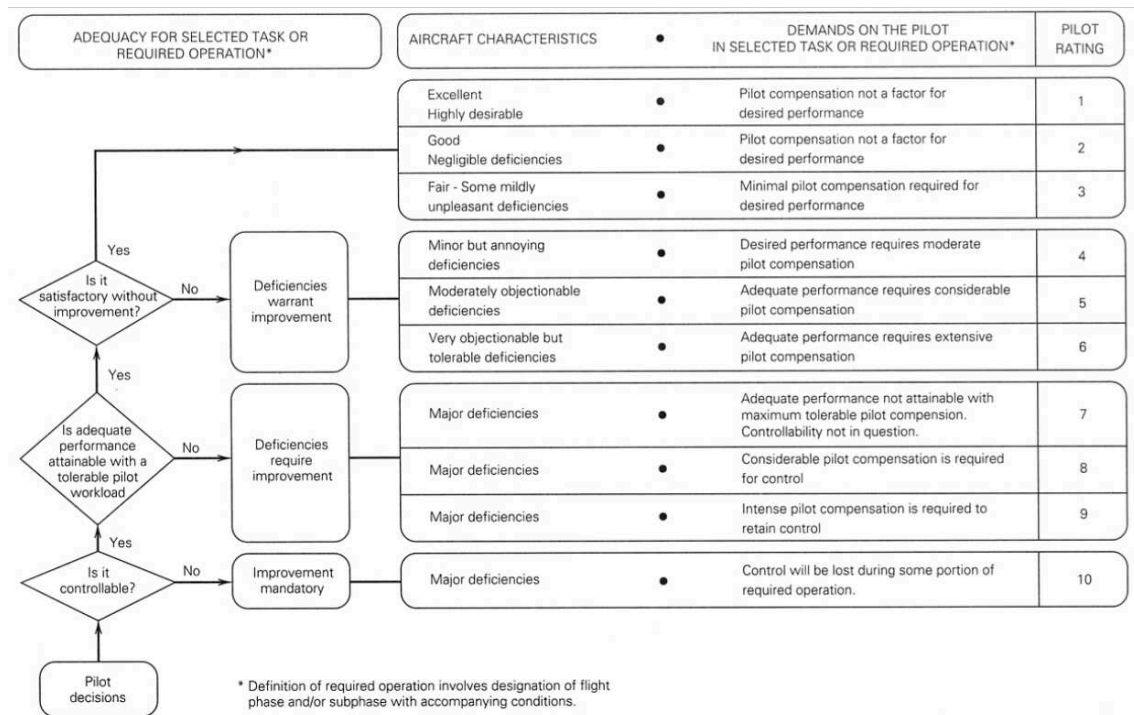 ADEQUACY FOR SELECTED TASK OR
REQUIRED OPERATION*
AIRCRAFT CHARACTERISTICS
•
DEMANDS ON THE PILOT
IN SELECTED TASK OR REQUIRED OPERATION*
PILOT
RATING
Excellent
Highly desirable
•
Pilot compensation not a factor for
desired performance
1
Good
Negligible deficiencies
•
Pilot compensation not a factor for
desired performance
2
Fair - Some mildly
unpleasant deficiencies
•
Minimal pilot compensation required for
desired performance
3
Yes
Is it
satisfactory without
improvement?
No
Deficiencies
warrant
improvement
Minor but annoying
deficiencies
•
Desired performance requires moderate
pilot compensation
4
Moderately objectionable
deficiencies
•
Adequate performance requires considerable
pilot compensation
5
Very objectionable but
tolerable deficiencies
•
Adequate performance requires extensive
pilot compensation
6
Yes
Is adequate
performance
attainable with a
tolerable pilot
workload
No
Deficiencies
require
improvement
Major deficiencies
•
Adequate performance not attainable with
maximum tolerable pilot compension.
Controllability not in question.
7
Major deficiencies
•
Considerable pilot compensation is required
for control
8
Major deficiencies
•
Intense pilot compensation is required to
retain control
9
Yes
Is it
controllable?
No
Improvement
mandatory
Major deficiencies
•
Control will be lost during some portion of
required operation.
10
Pilot
decisions
* Definition of required operation involves designation of flight
phase and/or subphase with accompanying conditions.